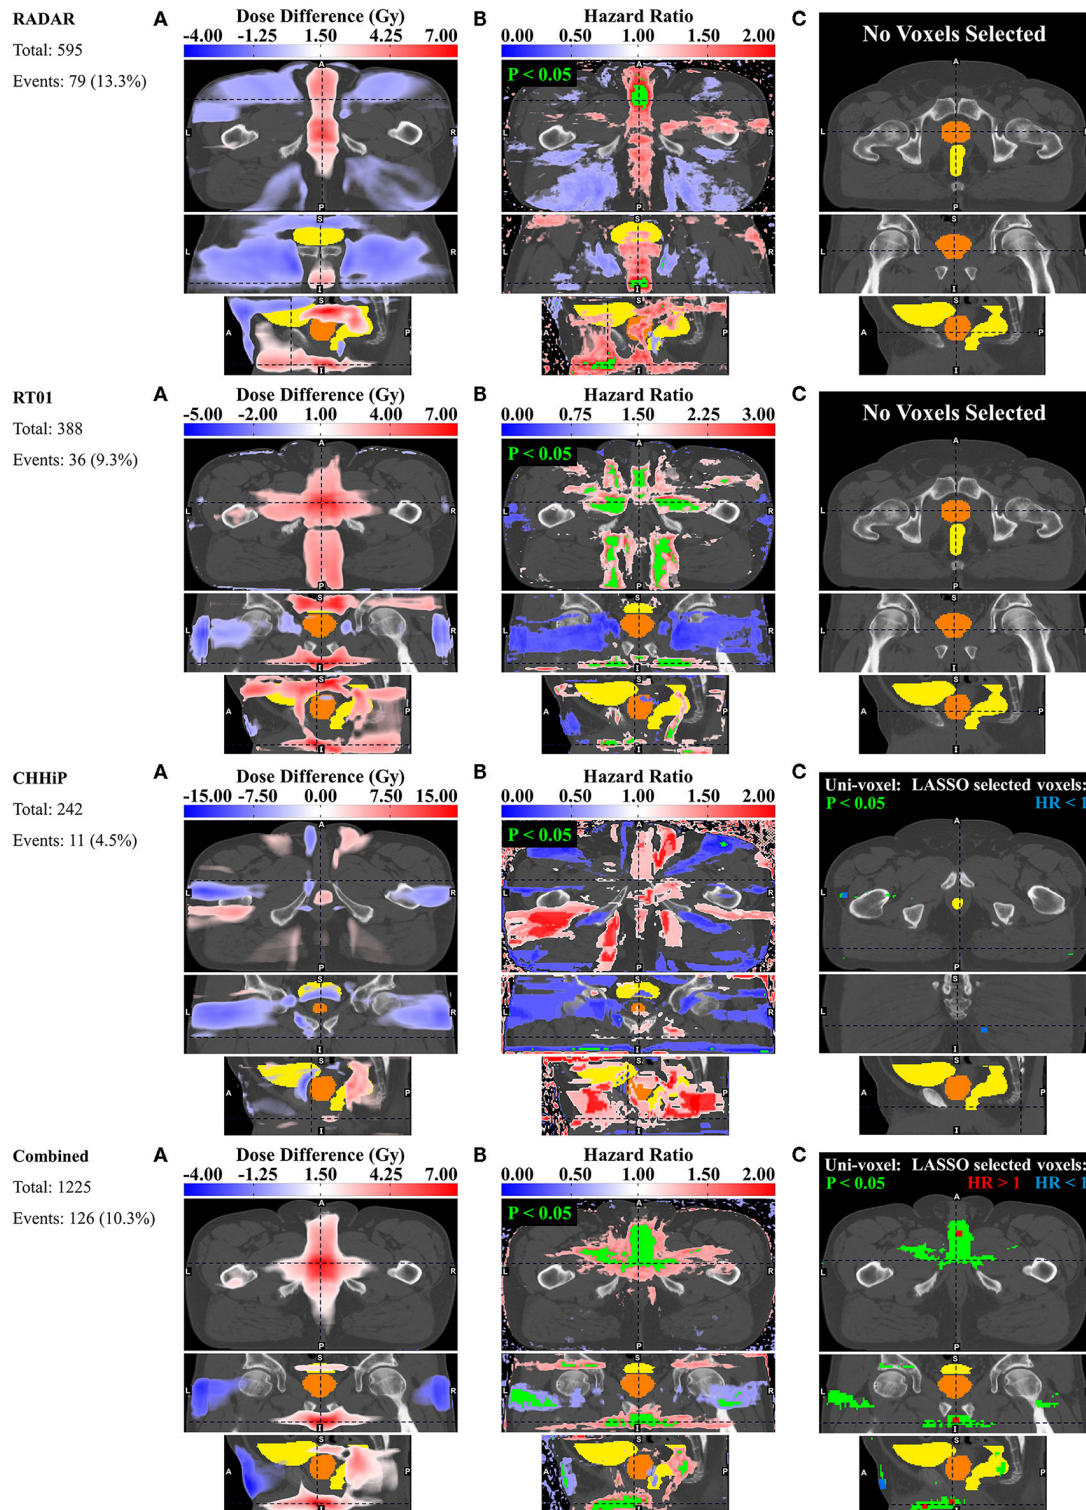 RADAR
Total: 595
Events: 79 (13.3%)
A
Dose Difference (Gy)
-4.00 -1.25 1.50 4.25 7.00
A
L R
P
S
L R
I
S
A P
I
B
Hazard Ratio
0.00 0.50 1.00 1.50 2.00
P < 0.05
A
L R
P
S
L R
I
S
A P
I
C
No Voxels Selected
A
L R
P
S
L R
I
S
A P
I
RT01
Total: 388
Events: 36 (9.3%)
A
Dose Difference (Gy)
-5.00 -2.00 1.00 4.00 7.00
A
L R
P
S
L R
I
S
A P
I
B
Hazard Ratio
0.00 0.75 1.50 2.25 3.00
P < 0.05
A
L R
P
S
L R
I
S
A P
I
C
No Voxels Selected
A
L R
P
S
L R
I
S
A P
I
CHHiP
Total: 242
Events: 11 (4.5%)
A
Dose Difference (Gy)
-15.00 -7.50 0.00 7.50 15.00
A
L R
P
S
L R
I
S
A P
I
B
Hazard Ratio
0.00 0.50 1.00 1.50 2.00
P < 0.05
A
L R
P
S
L R
I
S
A P
I
C
Uni-voxel: LASSO selected voxels:
P < 0.05 HR < 1
A
L R
P
S
L R
I
S
A P
I
Combined
Total: 1225
Events: 126 (10.3%)
A
Dose Difference (Gy)
-4.00 -1.25 1.50 4.25 7.00
A
L R
P
S
L R
I
S
A P
I
B
Hazard Ratio
0.00 0.50 1.00 1.50 2.00
P < 0.05
A
L R
P
S
L R
I
S
A P
I
C
Uni-voxel: LASSO selected voxels:
P < 0.05 HR > 1 HR < 1
A
L R
P
S
L R
I
S
A P
I